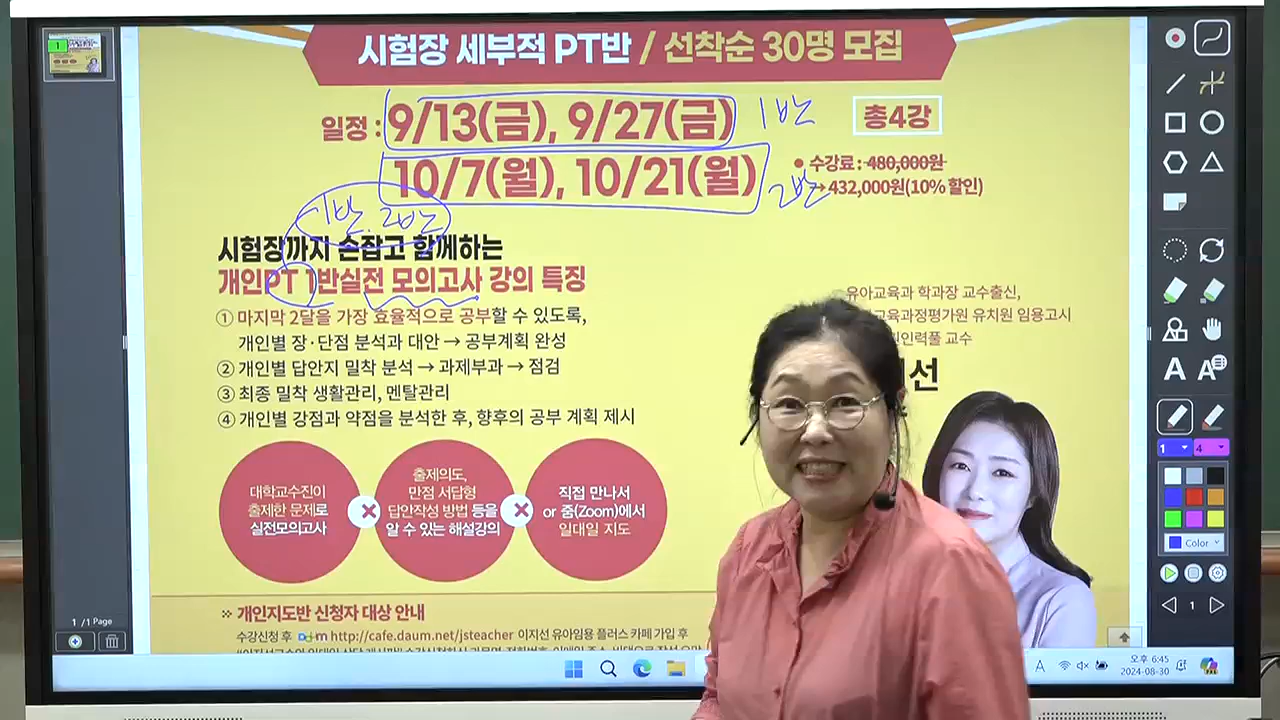 시험장 세부적 PT반 / 선착순 30명 모집
일정 : 9/13(금), 9/27(금) 1반
총4강
10/7(월), 10/21(월) 2반
수강료 : 480,000원
432,000원(10% 할인)
1반, 2반
시험장까지 손잡고 함께하는
개인PT 1반실전 모의고사 강의 특징
① 마지막 2달을 가장 효율적으로 공부할 수 있도록,
개인별 장·단점 분석과 대안 → 공부계획 완성
② 개인별 답안지 밀착 분석 → 과제부과 → 점검
③ 최종 밀착 생활관리, 멘탈관리
④ 개인별 강점과 약점을 분석한 후, 향후의 공부 계획 제시
유아교육과 학과장 교수출신,
교육과정평가원 유치원 임용고시
인력풀 교수
선
대학교수진이
출제한 문제로
실전모의고사
×
출제의도,
만점 서답형
답안작성 방법 등을
알 수 있는 해설강의
×
직접 만나서
or 줌(Zoom)에서
일대일 지도
개인지도반 신청자 대상 안내
수강신청 후 http://cafe.daum.net/jsteacher 이지선 유아임용 플러스 카페 가입 후
1
1 / 1 Page
A A
1 4
Color
1
A
오후 6:45
2024-08-30